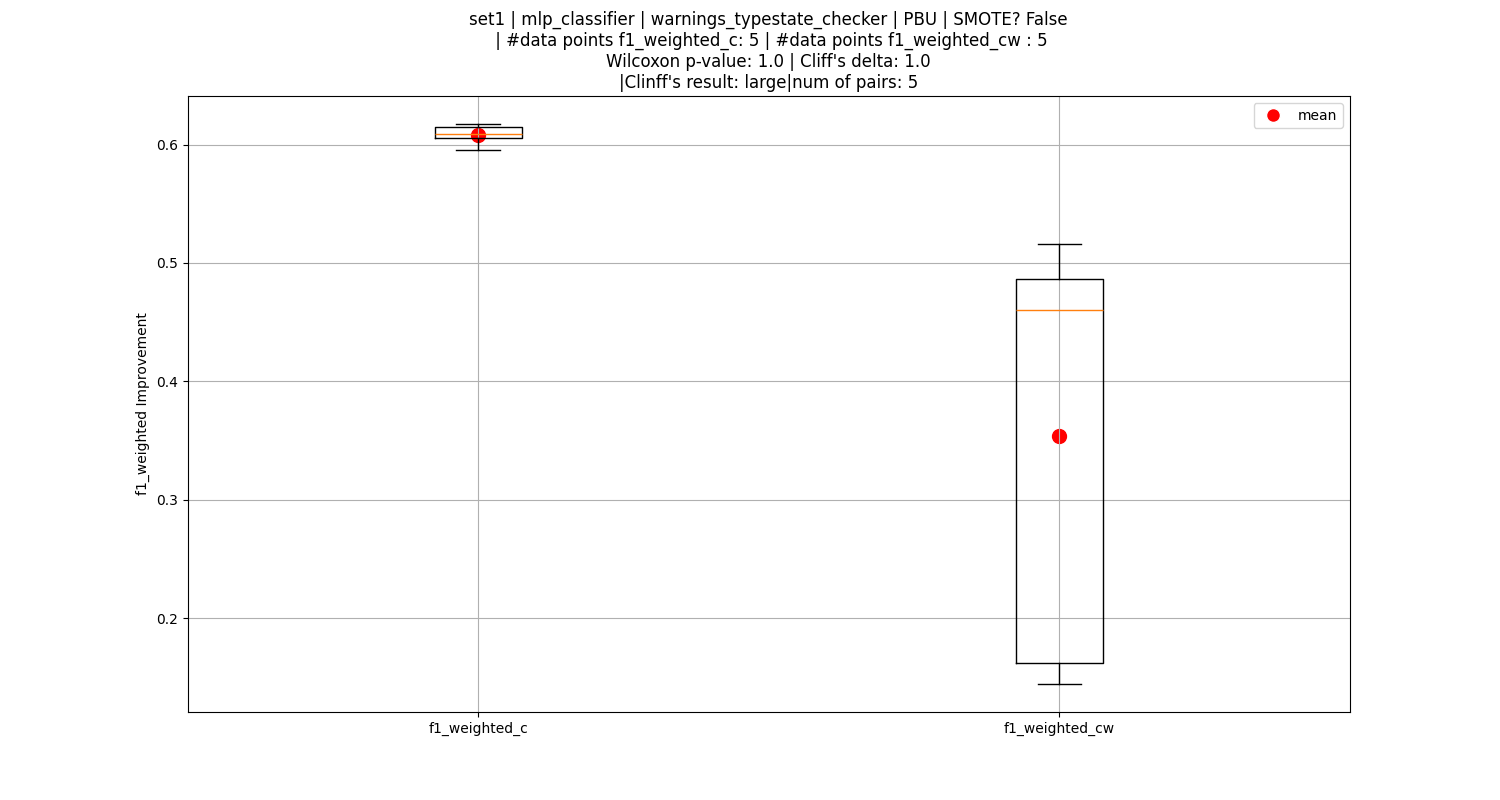 set1 | mlp_classifier | warnings_typestate_checker | PBU | SMOTE? False
| #data points f1_weighted_c: 5 | #data points f1_weighted_cw : 5
Wilcoxon p-value: 1.0 | Cliff's delta: 1.0
|Clinff's result: large|num of pairs: 5
mean
0.6
0.5
0.4
0.3
0.2
f1_weighted Improvement
f1_weighted_c
f1_weighted_cw